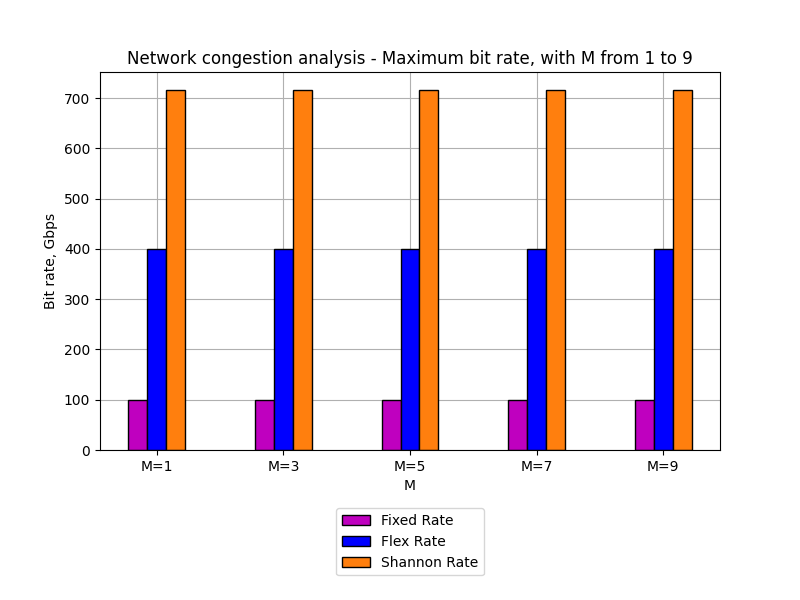 Network congestion analysis - Maximum bit rate, with M from 1 to 9
Bit rate, Gbps
700
600
500
400
300
200
100
0
M=1 M=3 M=5 M=7 M=9
M
Fixed Rate
Flex Rate
Shannon Rate